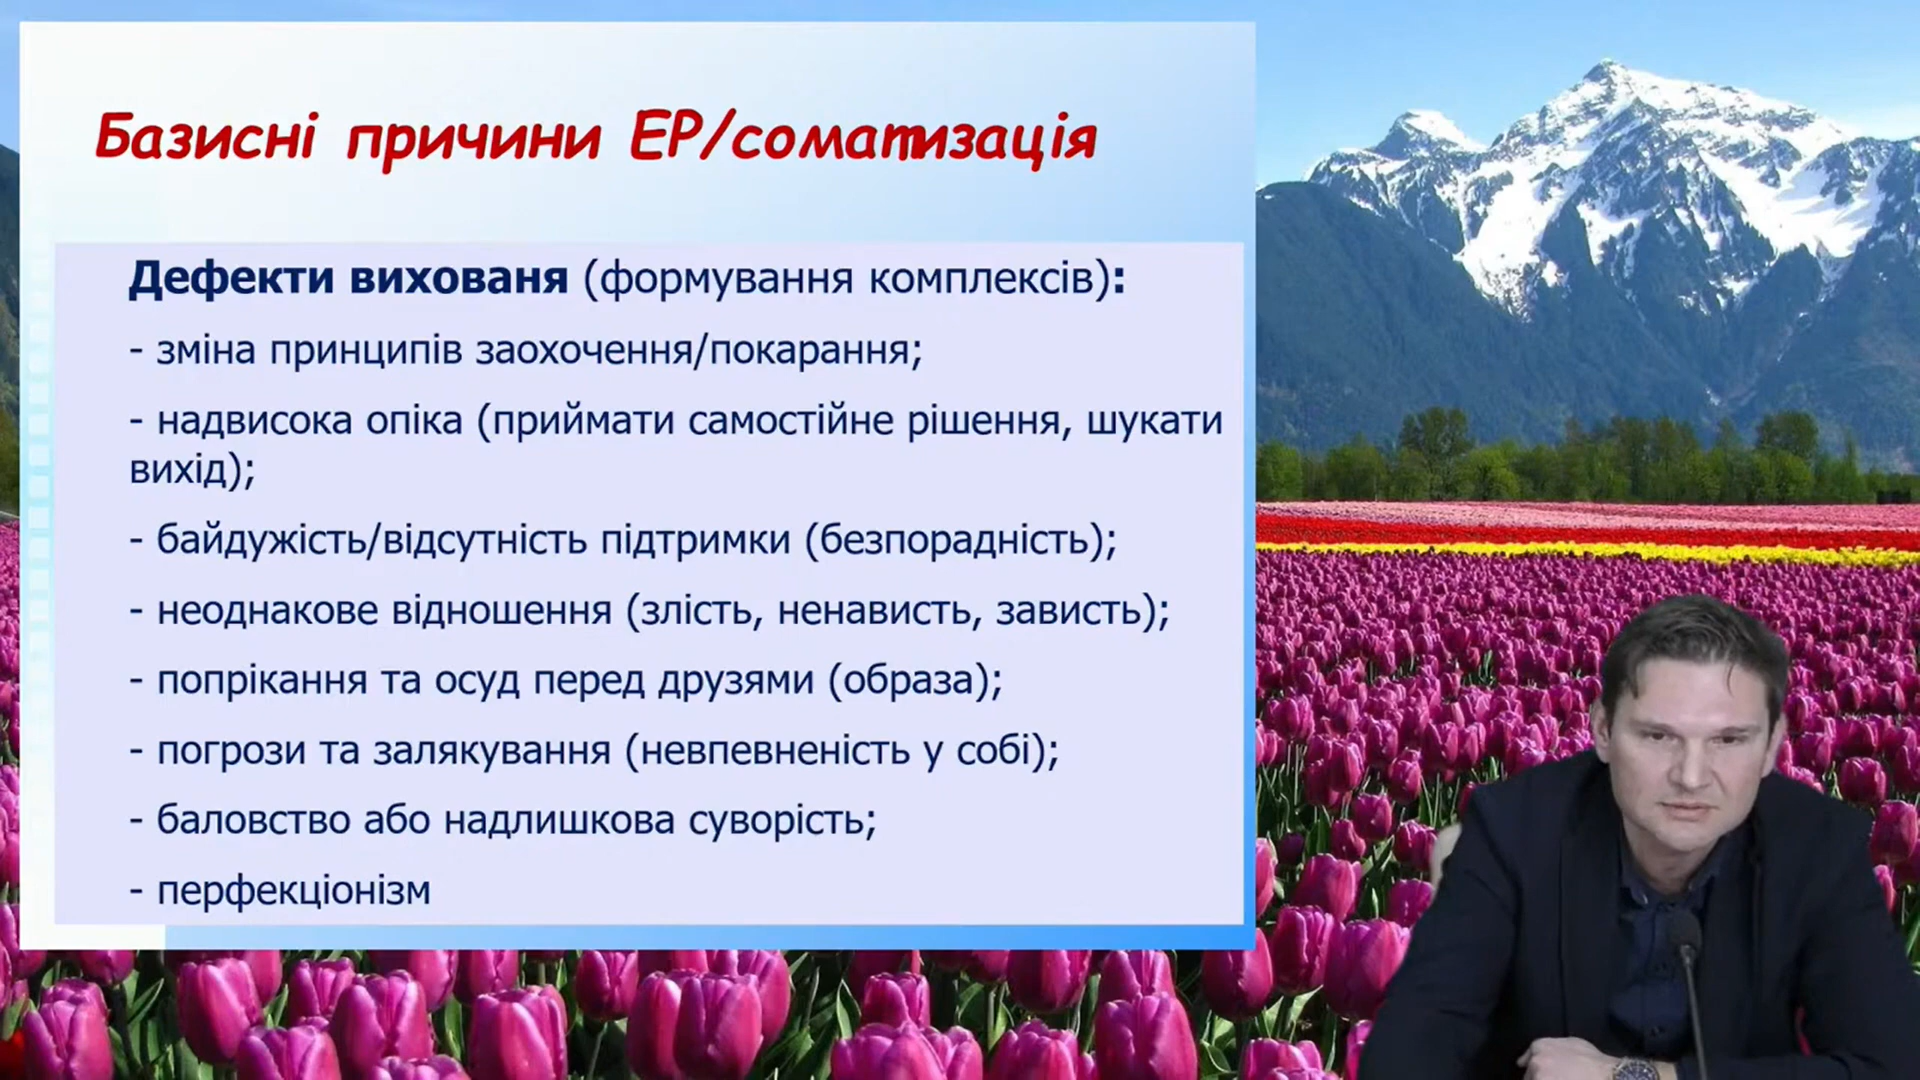 Базисні причини ЕР/соматизація
Дефекти вихованя (формування комплексів):
- зміна принципів заохочення/покарання;
- надвисока опіка (приймати самостійне рішення, шукати
вихід);
- байдужість/відсутність підтримки (безпорадність);
- неоднакове відношення (злість, ненависть, зависть);
- попрікання та осуд перед друзями (образа);
- погрози та залякування (невпевненість у собі);
- баловство або надлишкова суворість;
- перфекціонізм